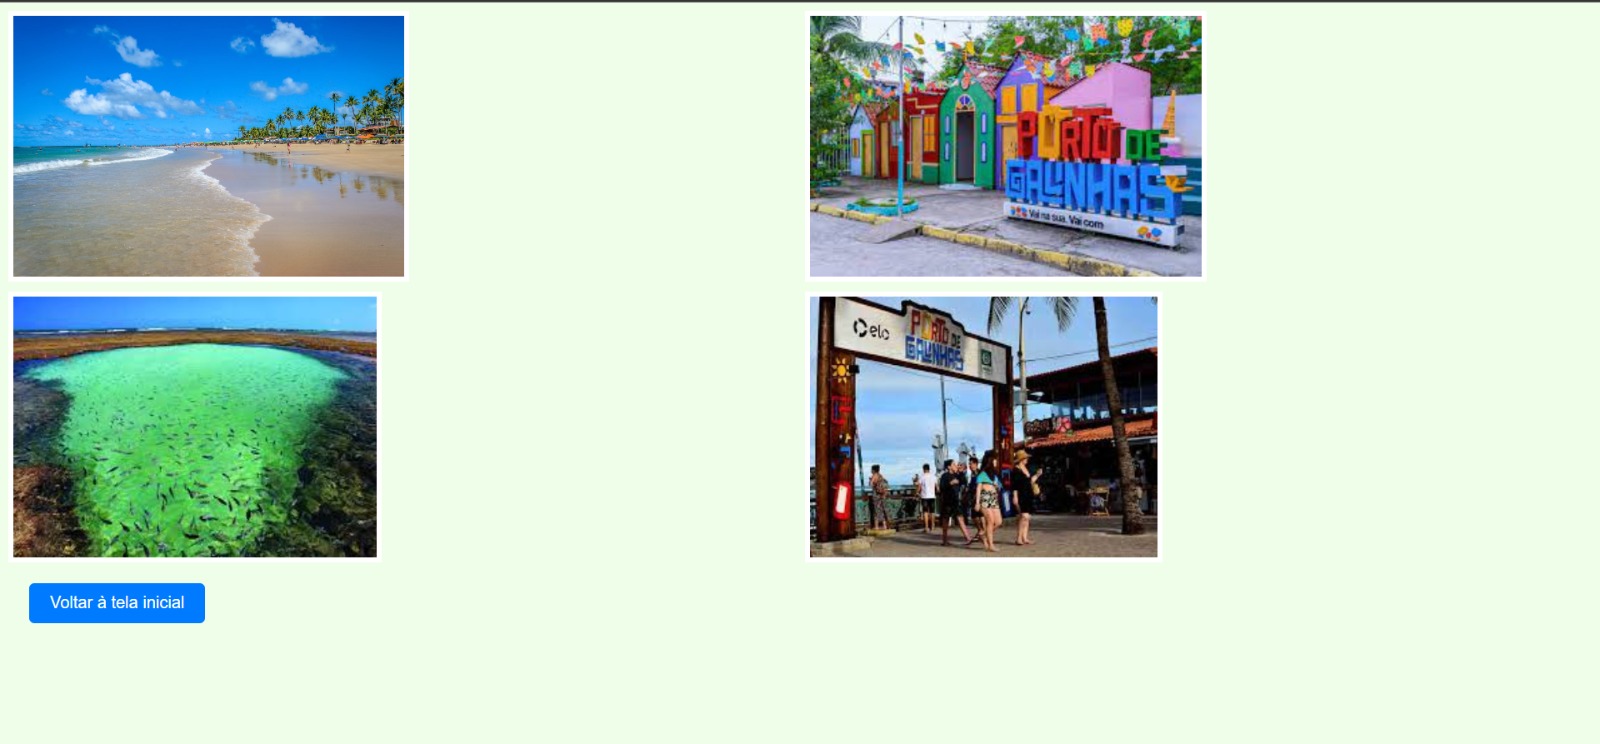 PORTO DE
GALINHAS
Vai na sua. Vai com
elo
PORTO DE
GALINHAS
Voltar à tela inicial